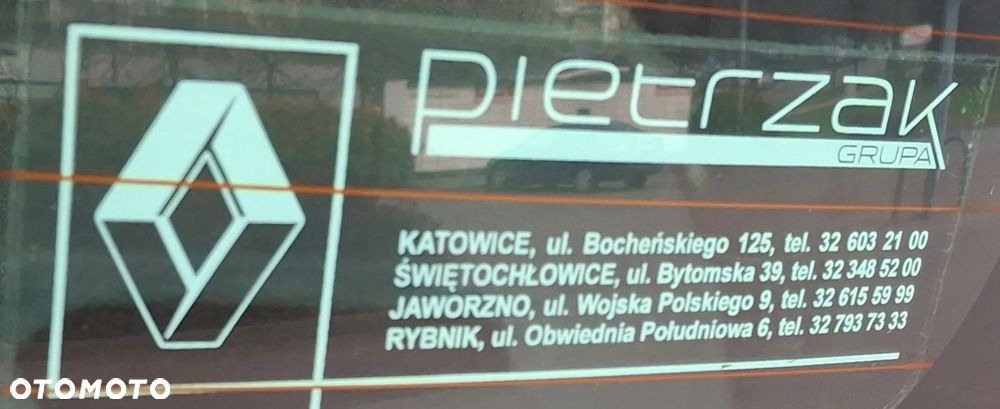 pietrzak
GRUPA
KATOWICE, ul. Bocheńskiego 125, tel. 32 603 21 00
ŚWIĘTOCHŁOWICE, ul. Bytomska 39, tel. 32 348 52 00
JAWORZNO, ul. Wojska Polskiego 9, tel. 32 615 59 99
RYBNIK, ul. Obwiednia Południowa 6, tel. 32 793 73 33
OTOMOTO